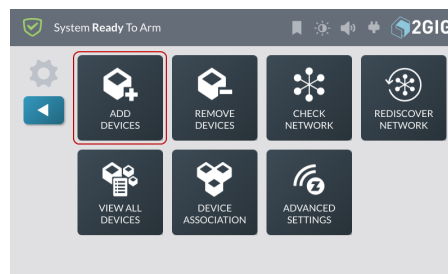 System Ready To Arm
2GIG
ADD
DEVICES
REMOVE
DEVICES
CHECK
NETWORK
REDISCOVER
NETWORK
VIEW ALL
DEVICES
DEVICE
ASSOCIATION
ADVANCED
SETTINGS